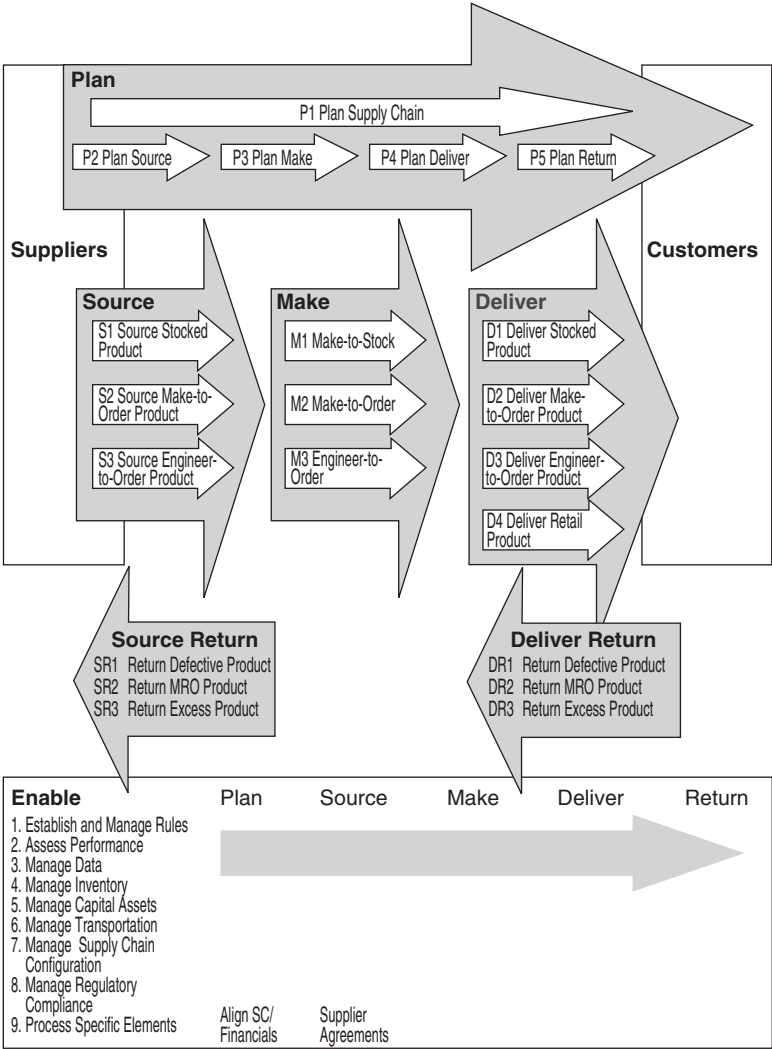 Plan
P1 Plan Supply Chain
P2 Plan Source
P3 Plan Make
P4 Plan Deliver
P5 Plan Return
Suppliers
Customers
Source
S1 Source Stocked
Product
S2 Source Make-to-
Order Product
S3 Source Engineer-
to-Order Product
Make
M1 Make-to-Stock
M2 Make-to-Order
M3 Engineer-to-
Order
Deliver
D1 Deliver Stocked
Product
D2 Deliver Make-
to-Order Product
D3 Deliver Engineer-
to-Order Product
D4 Deliver Retail
Product
Source Return
SR1 Return Defective Product
SR2 Return MRO Product
SR3 Return Excess Product
Deliver Return
DR1 Return Defective Product
DR2 Return MRO Product
DR3 Return Excess Product
Enable
Plan
Source
Make
Deliver
Return
1. Establish and Manage Rules
2. Assess Performance
3. Manage Data
4. Manage Inventory
5. Manage Capital Assets
6. Manage Transportation
7. Manage Supply Chain
Configuration
8. Manage Regulatory
Compliance
9. Process Specific Elements
Align SC/
Financials
Supplier
Agreements